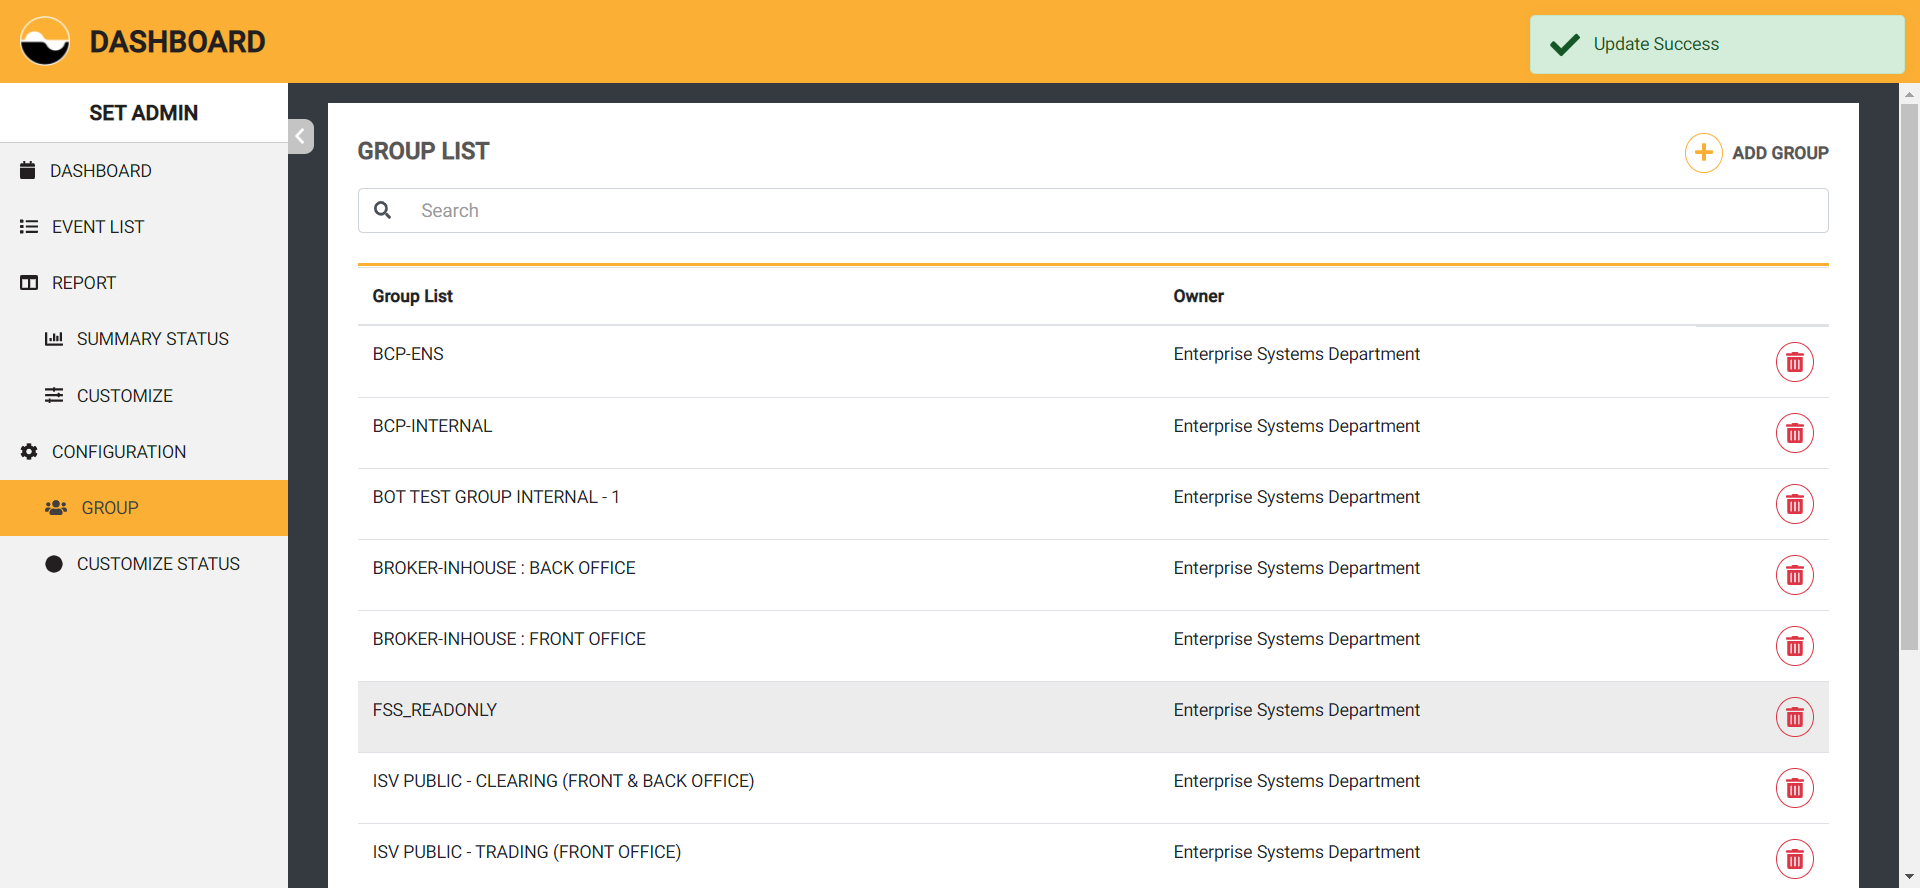 DASHBOARD
Update Success
SET ADMIN
DASHBOARD
EVENT LIST
REPORT
SUMMARY STATUS
CUSTOMIZE
CONFIGURATION
GROUP
CUSTOMIZE STATUS
GROUP LIST
ADD GROUP
Search
Group List Owner
BCP-ENS Enterprise Systems Department
BCP-INTERNAL Enterprise Systems Department
BOT TEST GROUP INTERNAL - 1 Enterprise Systems Department
BROKER-INHOUSE : BACK OFFICE Enterprise Systems Department
BROKER-INHOUSE : FRONT OFFICE Enterprise Systems Department
FSS_READONLY Enterprise Systems Department
ISV PUBLIC - CLEARING (FRONT & BACK OFFICE) Enterprise Systems Department
ISV PUBLIC - TRADING (FRONT OFFICE) Enterprise Systems Department